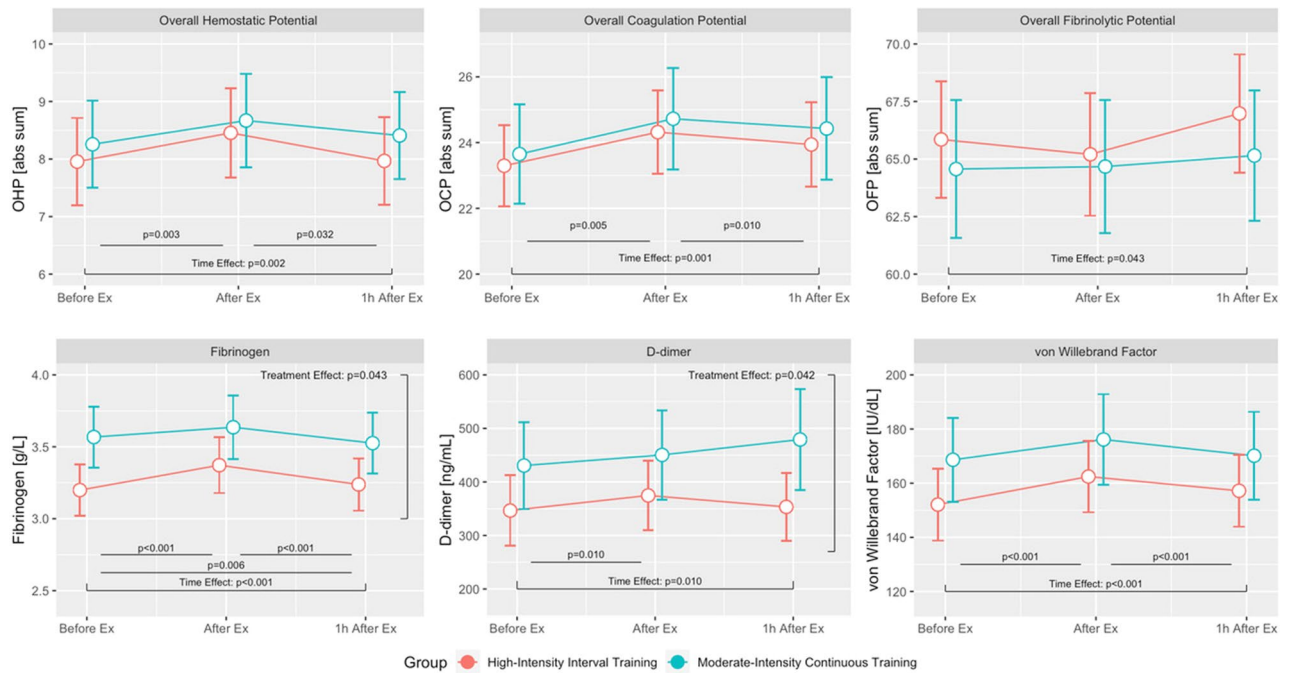 Overall Hemostatic Potential
OHP [abs sum]
10
9
8
7
6
p=0.003
p=0.032
Time Effect: p=0.002
Before Ex
After Ex
1h After Ex
Overall Coagulation Potential
OCP [abs sum]
26
24
22
20
p=0.005
p=0.010
Time Effect: p=0.001
Before Ex
After Ex
1h After Ex
Overall Fibrinolytic Potential
OFP [abs sum]
70.0
67.5
65.0
62.5
60.0
Time Effect: p=0.043
Before Ex
After Ex
1h After Ex
Fibrinogen
Fibrinogen [g/L]
4.0
3.5
3.0
2.5
Treatment Effect: p=0.043
p<0.001
p<0.001
p=0.006
Time Effect: p<0.001
Before Ex
After Ex
1h After Ex
D-dimer
D-dimer [ng/mL]
600
500
400
300
200
Treatment Effect: p=0.042
p=0.010
Time Effect: p=0.010
Before Ex
After Ex
1h After Ex
von Willebrand Factor
von Willebrand Factor [IU/dL]
200
180
160
140
120
p<0.001
p<0.001
Time Effect: p<0.001
Before Ex
After Ex
1h After Ex
Group High-Intensity Interval Training Moderate-Intensity Continuous Training